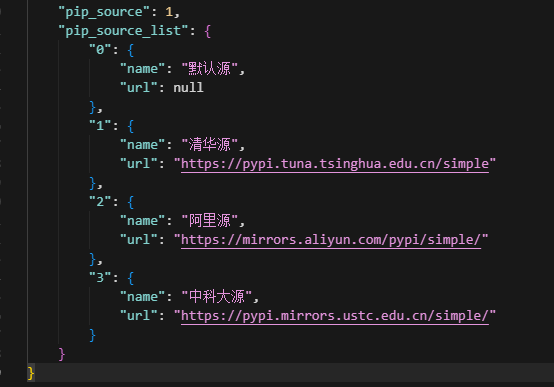 "pip_source": 1,
"pip_source_list": {
"0": {
"name": "默认源",
"url": null
},
"1": {
"name": "清华源",
"url": "https://pypi.tuna.tsinghua.edu.cn/simple"
},
"2": {
"name": "阿里源",
"url": "https://mirrors.aliyun.com/pypi/simple/"
},
"3": {
"name": "中科大源",
"url": "https://pypi.mirrors.ustc.edu.cn/simple/"
}
}
}